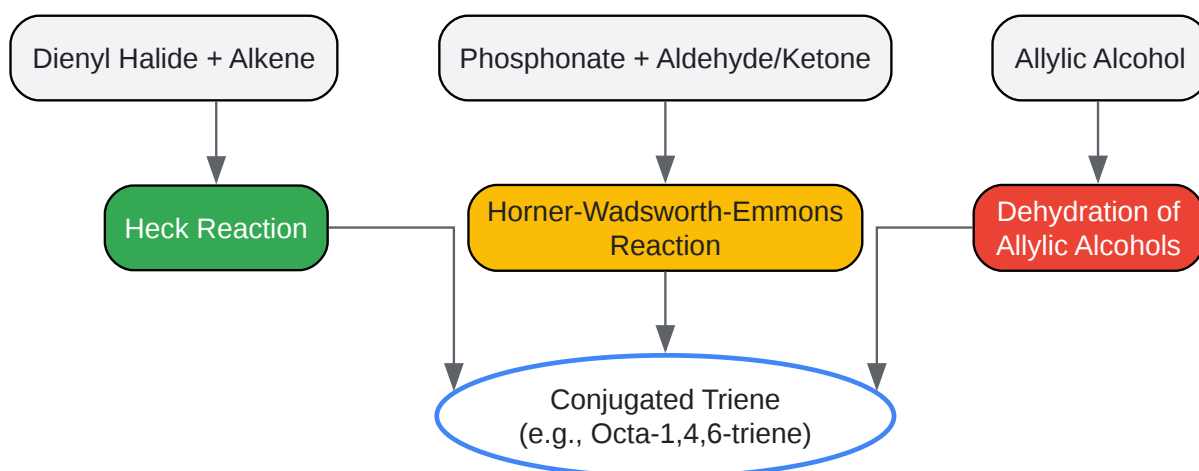 Dienyl Halide + Alkene
Phosphonate + Aldehyde/Ketone
Allylic Alcohol
Heck Reaction
Horner-Wadsworth-Emmons
Reaction
Dehydration of
Allylic Alcohols
Conjugated Triene
(e.g., Octa-1,4,6-triene)